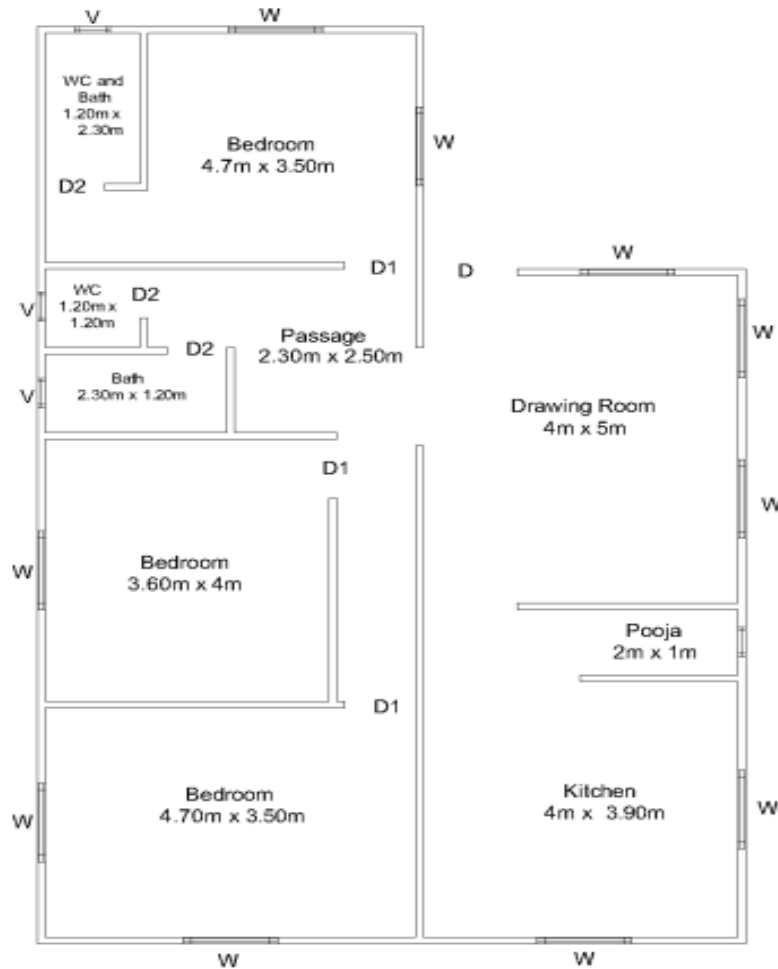 V
W
WC and
Bath
1.20m x
2.30m
Bedroom
4.7m x 3.50m
W
D2
D1
D
W
WC
1.20m x
1.20m
D2
V
Passage
2.30m x 2.50m
W
D2
Bath
2.30m x 1.20m
V
Drawing Room
4m x 5m
D1
W
Bedroom
3.60m x 4m
W
Pooja
2m x 1m
D1
Bedroom
4.70m x 3.50m
W
Kitchen
4m x 3.90m
W
W
W